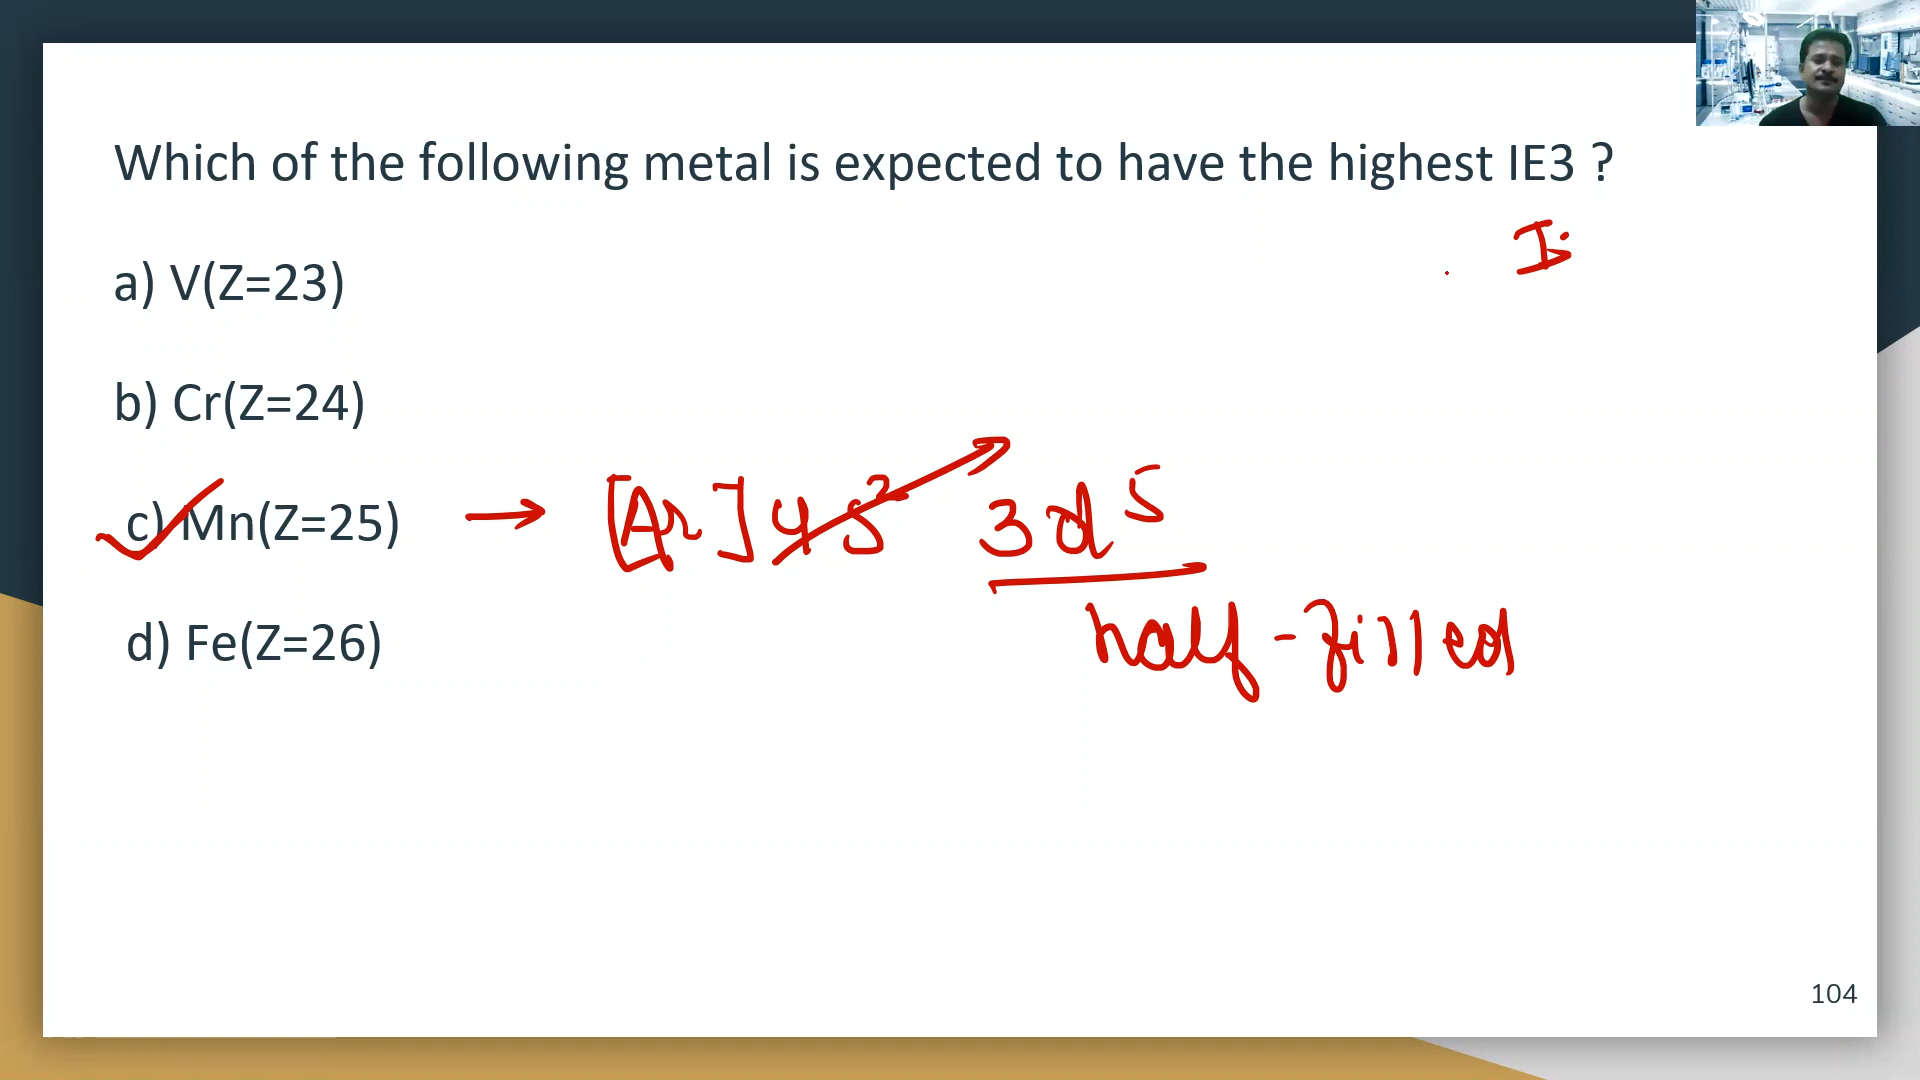 Which of the following metal is expected to have the highest IE3 ?
a) V(Z=23)
b) Cr(Z=24)
c) Mn(Z=25) → [Ar] 4s² 3d⁵
half-filled
d) Fe(Z=26)
104